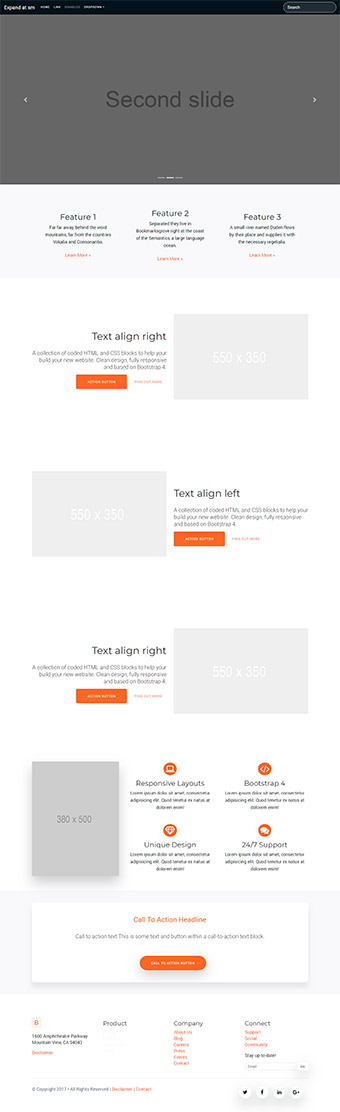 Expand at sm HOME LINK DISABLED DROPDOWN Search
Second slide
Feature 1
Far far away, behind the word
mountains, far from the countries
Vokalia and Consonantia.
Learn More »
Feature 2
Separated they live in
Bookmarksgrove right at the coast
of the Semantics, a large language
ocean.
Learn More »
Feature 3
A small river named Duden flows
by their place and supplies it with
the necessary regelialia.
Learn More »
Text align right
A collection of coded HTML and CSS blocks to help your
build your new website. Clean design, fully responsive
and based on Bootstrap 4.
ACTION BUTTON FIND OUT MORE
550 x 350
550 x 350
Text align left
A collection of coded HTML and CSS blocks to help your
build your new website. Clean design, fully responsive
and based on Bootstrap 4.
ACTION BUTTON FIND OUT MORE
Text align right
A collection of coded HTML and CSS blocks to help your
build your new website. Clean design, fully responsive
and based on Bootstrap 4.
ACTION BUTTON FIND OUT MORE
550 x 350
380 x 500
Responsive Layouts
Lorem ipsum dolor sit amet, consectetur
adipisicing elit. Quod tenetur ex natus at
dolorem enim!
Bootstrap 4
Lorem ipsum dolor sit amet, consectetur
adipisicing elit. Quod tenetur ex natus at
dolorem enim!
Unique Design
Lorem ipsum dolor sit amet, consectetur
adipisicing elit. Quod tenetur ex natus at
dolorem enim!
24/7 Support
Lorem ipsum dolor sit amet, consectetur
adipisicing elit. Quod tenetur ex natus at
dolorem enim!
Call To Action Headline
Call to action text This is some text and button within a call-to-action text block.
CALL TO ACTION BUTTON
B
1600 Amphitheatre Parkway
Mountain View, CA 94043
Disclaimer
Product
Company
About Us
Blog
Careers
Press
Events
Contact
Connect
Support
Social
Community
Stay up to date!
Email
© Copyright 2017 • All Rights Reserved | Disclaimer | Contact